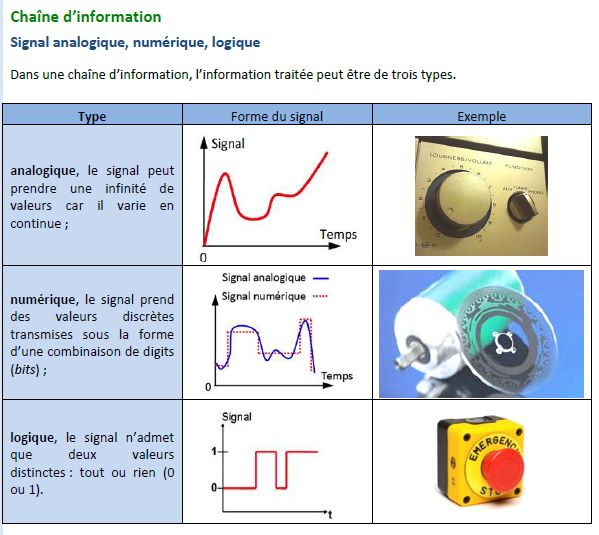 Chaîne d’information
Signal analogique, numérique, logique
Dans une chaîne d’information, l’information traitée peut être de trois types.
Type
Forme du signal
Exemple
analogique, le signal peut
prendre une infinité de
valeurs car il varie en
continue ;
Signal
Temps
0
LOUDNESS/VOLUME
FUNCTION
AUX
TUNER
PHONO
numérique, le signal prend
des valeurs discrètes
transmises sous la forme
d’une combinaison de digits
(bits) ;
Signal analogique
Signal numérique
Temps
0
logique, le signal n’admet
que deux valeurs
distinctes : tout ou rien (0
ou 1).
Signal
1
0
t
EMERGENCY